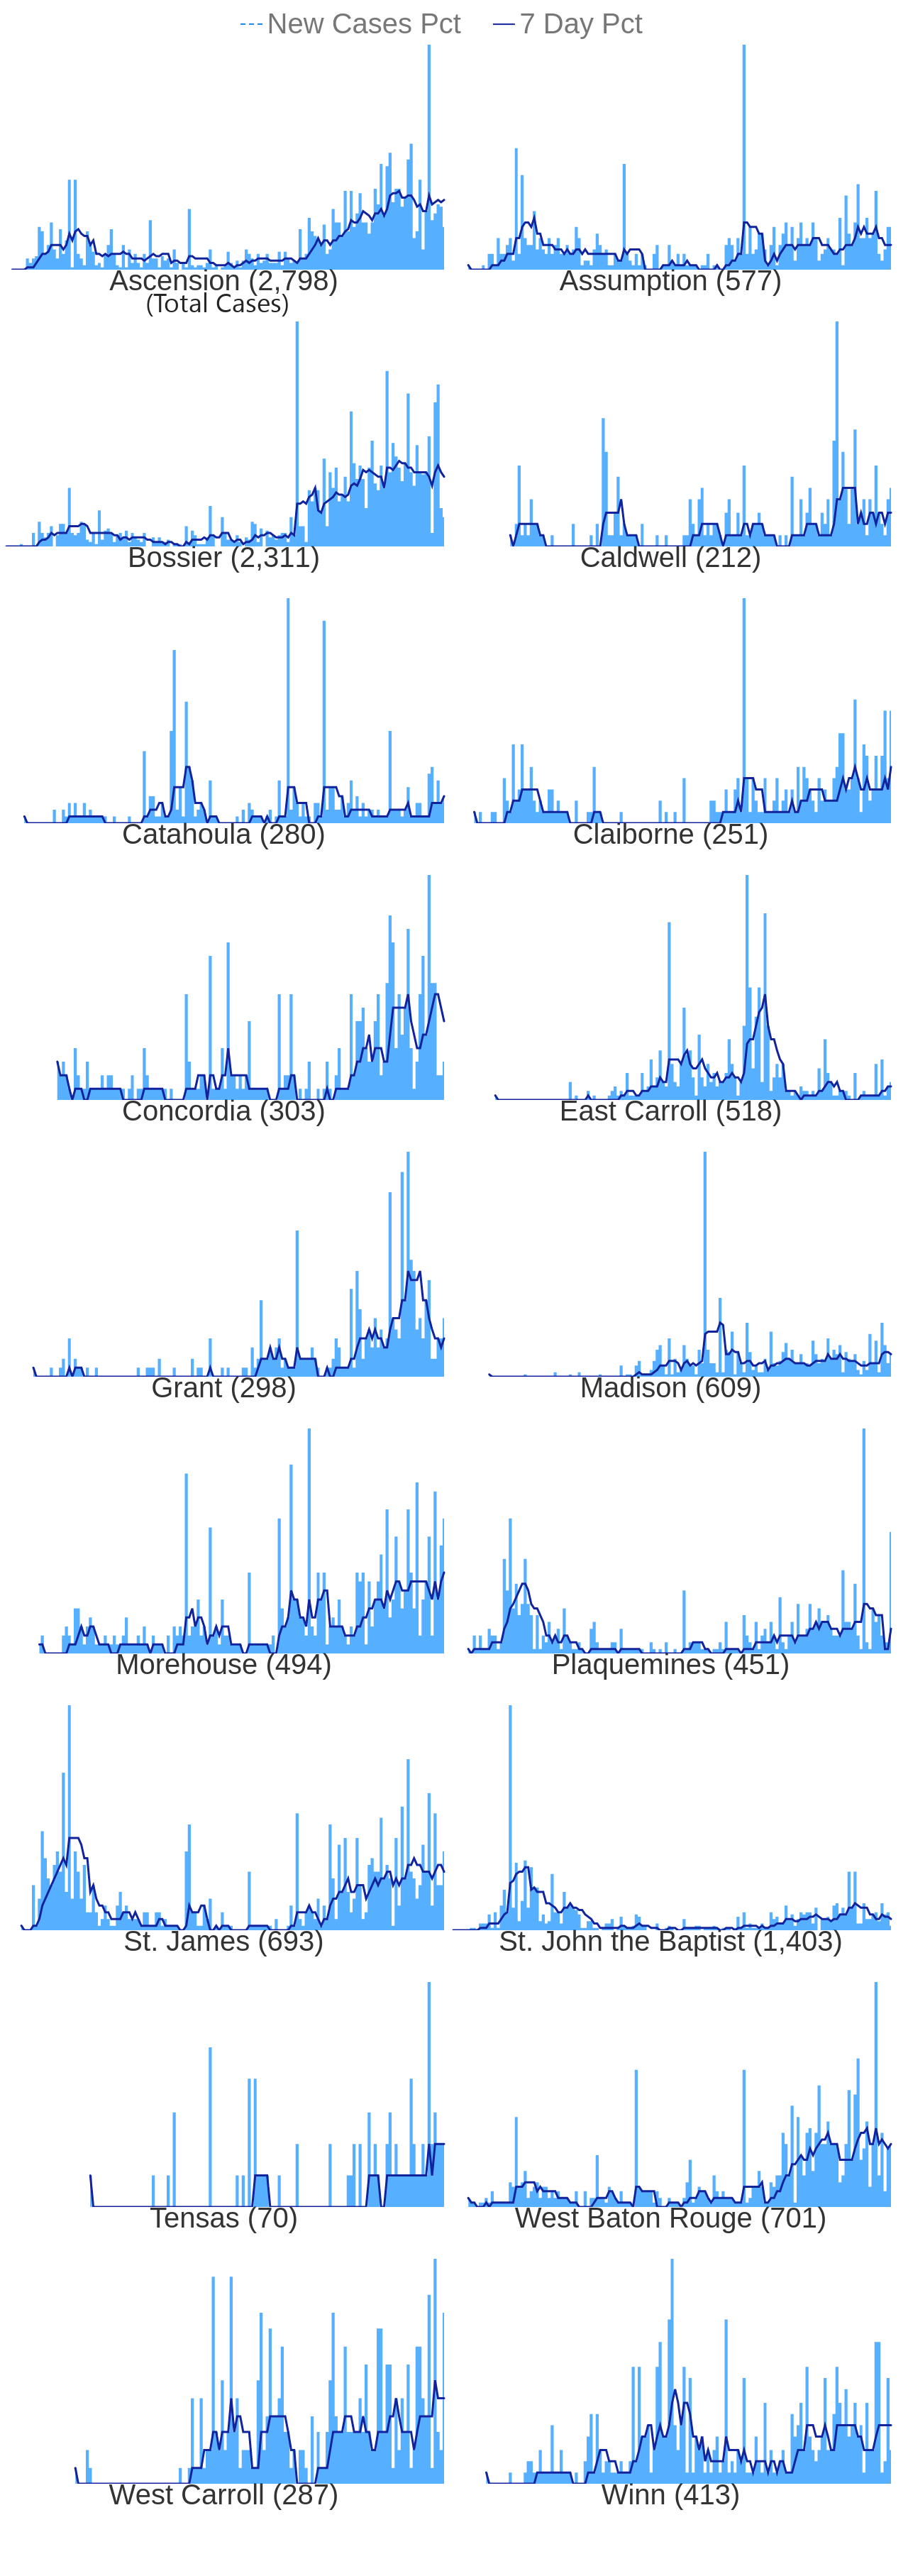 New Cases Pct 7 Day Pct
Ascension (2,798) Assumption (577)
(Total Cases)
Bossier (2,311) Caldwell (212)
Catahoula (280) Claiborne (251)
Concordia (303) East Carroll (518)
Grant (298) Madison (609)
Morehouse (494) Plaquemines (451)
St. James (693) St. John the Baptist (1,403)
Tensas (70) West Baton Rouge (701)
West Carroll (287) Winn (413)